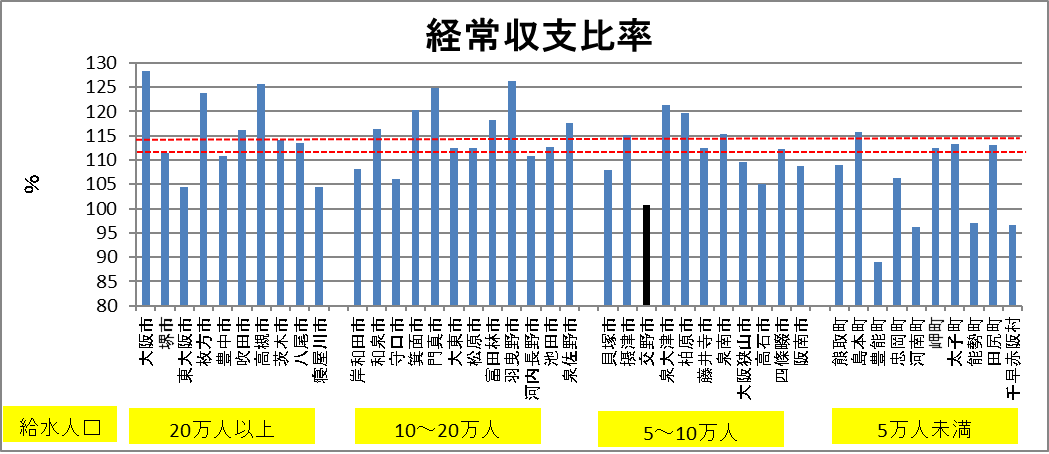 経常収支比率
130
125
120
115
110
105
100
95
90
85
80
%
大阪市
堺市
東大阪市
枚方市
豊中市
吹田市
高槻市
茨木市
八尾市
寝屋川市
岸和田市
和泉市
守口市
箕面市
門真市
大東市
松原市
富田林市
羽曳野市
河内長野市
池田市
泉佐野市
貝塚市
摂津市
交野市
泉大津市
柏原市
藤井寺市
泉南市
大阪狭山市
高石市
四條畷市
阪南市
熊取町
島本町
豊能町
忠岡町
河南町
岬町
太子町
能勢町
田尻町
千早赤阪村
給水人口
20万人以上
10～20万人
5～10万人
5万人未満